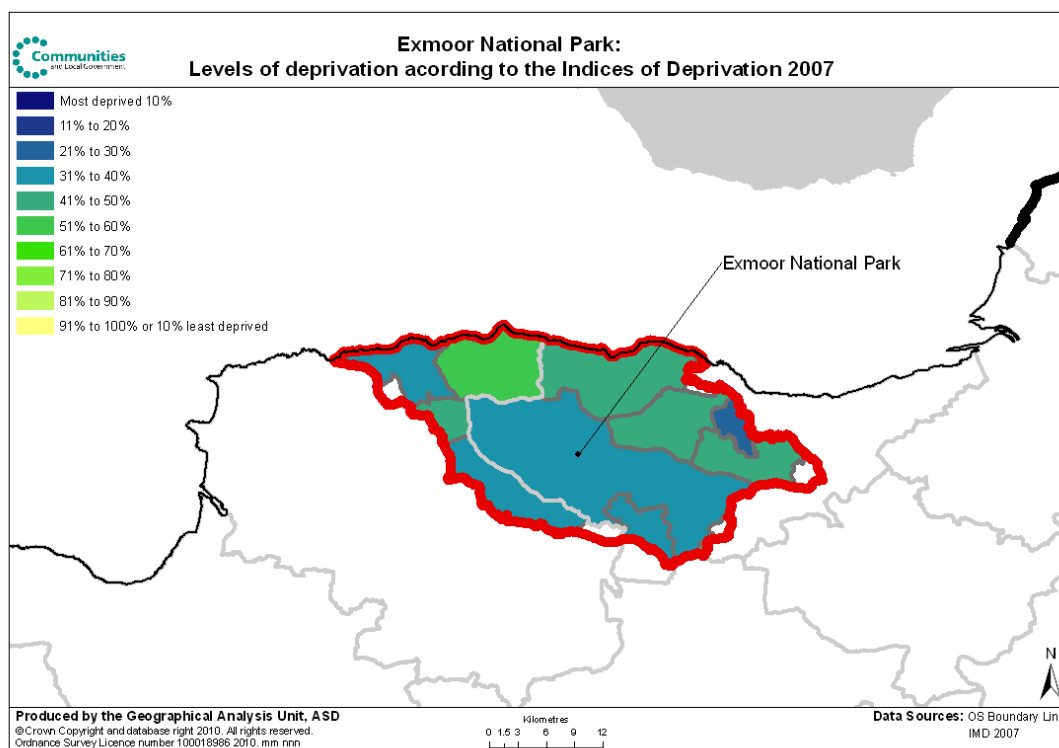 Communities
and Local Government
Exmoor National Park:
Levels of deprivation acording to the Indices of Deprivation 2007
Most deprived 10%
11% to 20%
21% to 30%
31% to 40%
41% to 50%
51% to 60%
61% to 70%
71% to 80%
81% to 90%
91% to 100% or 10% least deprived
Exmoor National Park
N
Produced by the Geographical Analysis Unit, ASD
©Crown Copyright and database right 2010. All rights reserved.
Ordnance Survey Licence number 100018986 2010. mm nnn
Kilometres
0 1.5 3 6 9 12
Data Sources: OS Boundary Lin
IMD 2007